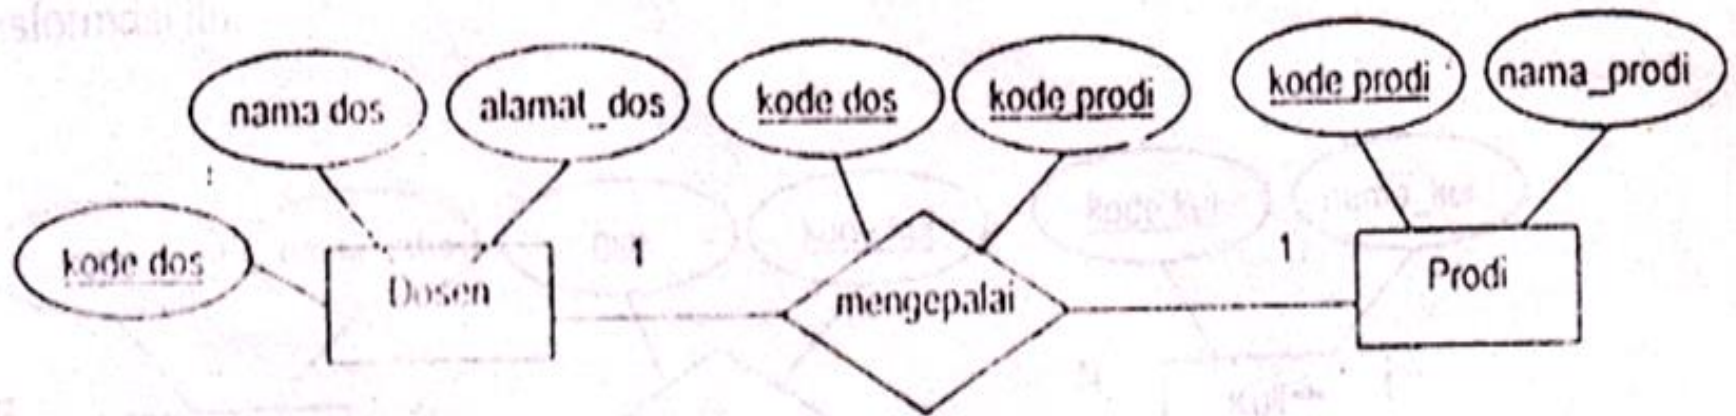 nama dos
alamat_dos
kode dos
kode prodi
kode prodi
nama_prodi
kode dos
Dosen
1
mengepalai
1
Prodi